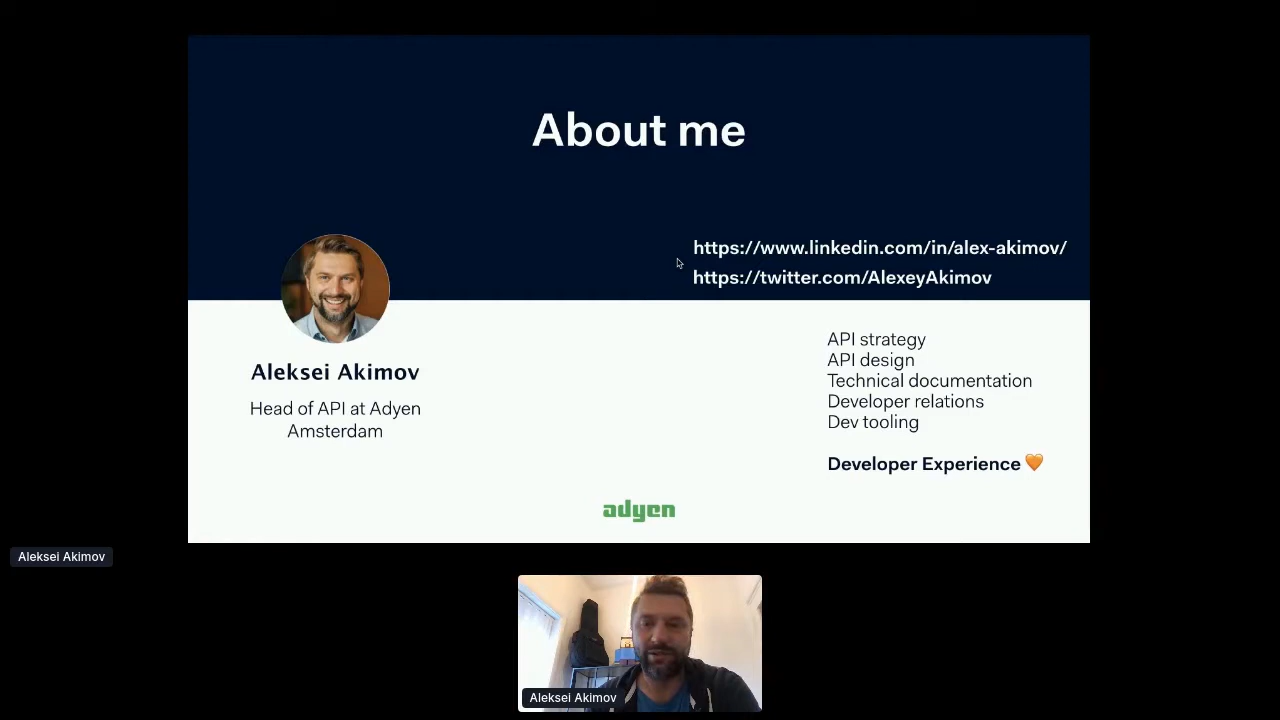 About me
https://www.linkedin.com/in/alex-akimov/
https://twitter.com/AlexeyAkimov
Aleksei Akimov
Head of API at Adyen
Amsterdam
API strategy
API design
Technical documentation
Developer relations
Dev tooling
Developer Experience 🧡
adyen
Aleksei Akimov
Aleksei Akimov